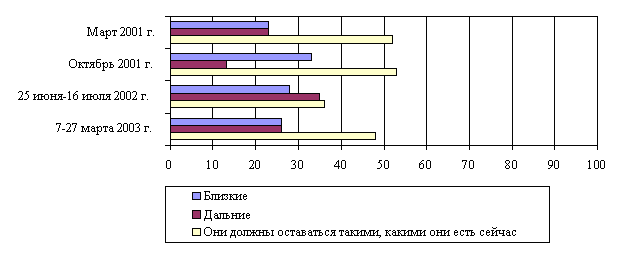 Март 2001 г.
Октябрь 2001 г.
25 июня-16 июля 2002 г.
7-27 марта 2003 г.
0 10 20 30 40 50 60 70 80 90 100
Близкие
Дальние
Они должны оставаться такими, какими они есть сейчас